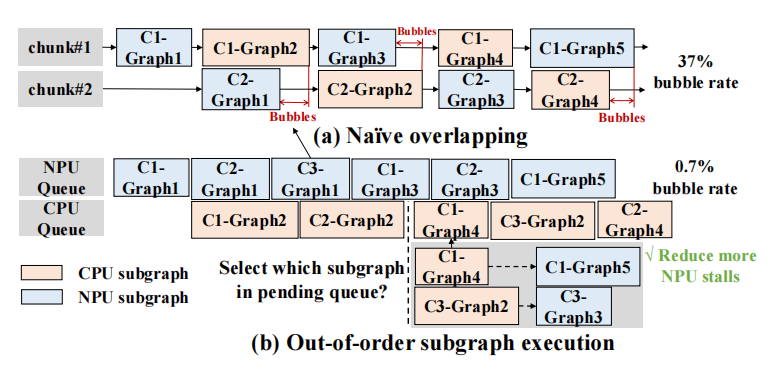 chunk#1
C1-
Graph1
C1-Graph2
C1-
Graph3
Bubbles
C1-
Graph4
C1-Graph5
37%
bubble rate
chunk#2
C2-
Graph1
Bubbles
C2-Graph2
C2-
Graph3
C2-
Graph4
Bubbles
(a) Naïve overlapping
NPU
Queue
C1-
Graph1
C2-
Graph1
C3-
Graph1
C1-
Graph3
C2-
Graph3
C1-Graph5
0.7%
bubble rate
CPU
Queue
C1-Graph2
C2-Graph2
C1-
Graph4
C3-Graph2
C2-
Graph4
CPU subgraph
NPU subgraph
Select which subgraph
in pending queue?
C1-
Graph4
C1-Graph5
C3-Graph2
C3-
Graph3
√ Reduce more
NPU stalls
(b) Out-of-order subgraph execution